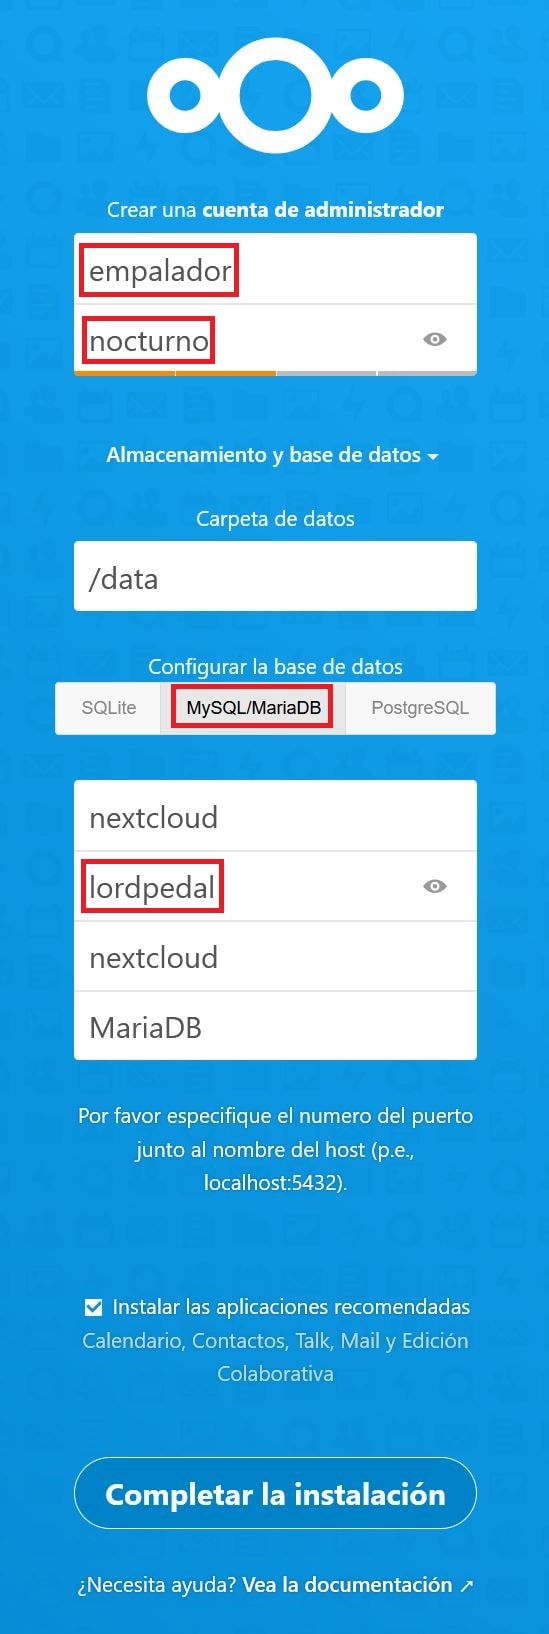 Crear una cuenta de administrador
empalador
nocturno
Almacenamiento y base de datos
Carpeta de datos
/data
Configurar la base de datos
SQLite MySQL/MariaDB PostgreSQL
nextcloud
lordpedal
nextcloud
MariaDB
Por favor especifique el numero del puerto
junto al nombre del host (p.e.,
localhost:5432).
Instalar las aplicaciones recomendadas
Calendario, Contactos, Talk, Mail y Edición
Colaborativa
Completar la instalación
¿Necesita ayuda? Vea la documentación ↗